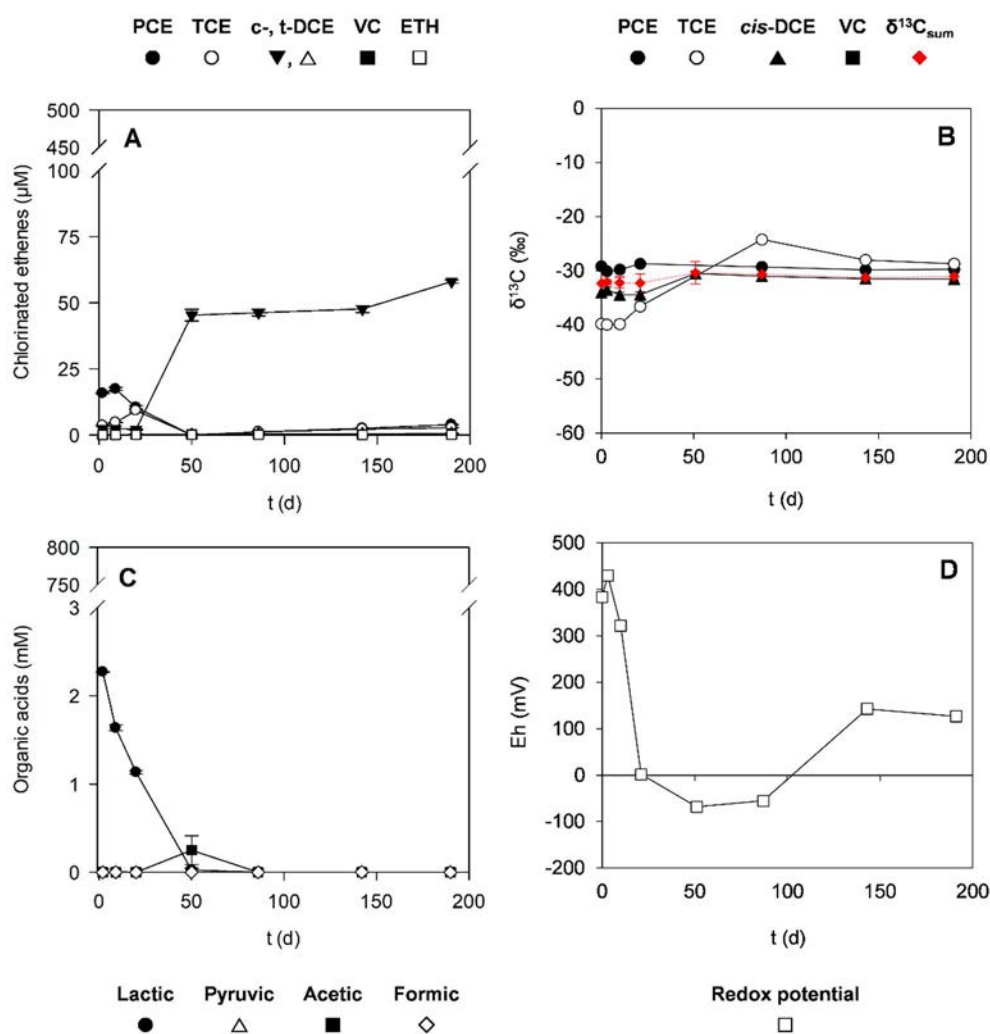 PCE TCE c-, t-DCE VC ETH
,
PCE TCE cis-DCE VC δ13Csum
A
500
450
100
75
50
25
0
Chlorinated ethenes (µM)
0 50 100 150 200
t (d)
B
0
-10
-20
-30
-40
-50
-60
δ13C (‰)
0 50 100 150 200
t (d)
C
800
750
3
2
1
0
Organic acids (mM)
0 50 100 150 200
t (d)
D
500
400
300
200
100
0
-100
-200
Eh (mV)
0 50 100 150 200
t (d)
Lactic Pyruvic Acetic Formic
Redox potential